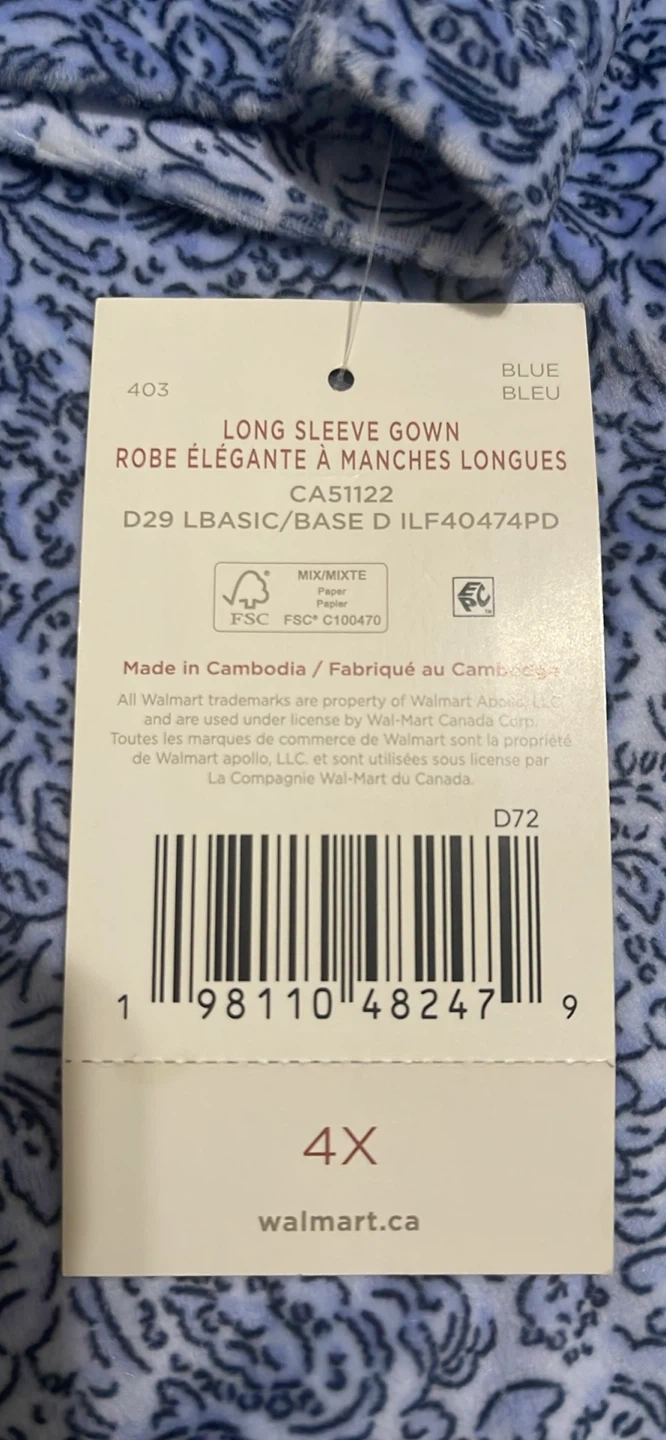 403
BLUE
BLEU
LONG SLEEVE GOWN
ROBE ÉLÉGANTE À MANCHES LONGUES
CA51122
D29 LBASIC/BASE D ILF40474PD
MIX/MIXTE
Paper
Papier
FSC
FSC® C100470
EPC
Made in Cambodia / Fabriqué au Cambodge
All Walmart trademarks are property of Walmart Apollo, LLC
and are used under license by Wal-Mart Canada Corp.
Toutes les marques de commerce de Walmart sont la propriété
de Walmart apollo, LLC. et sont utilisées sous license par
La Compagnie Wal-Mart du Canada.
D72
1 98110 48247 9
4X
walmart.ca